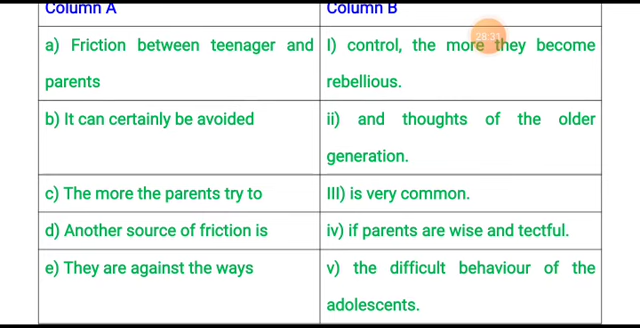 Column A
Column B
a) Friction between teenager and
parents
I) control, the more they become
rebellious.
28:31
b) It can certainly be avoided
ii) and thoughts of the older
generation.
c) The more the parents try to
III) is very common.
d) Another source of friction is
iv) if parents are wise and tectful.
e) They are against the ways
v) the difficult behaviour of the
adolescents.